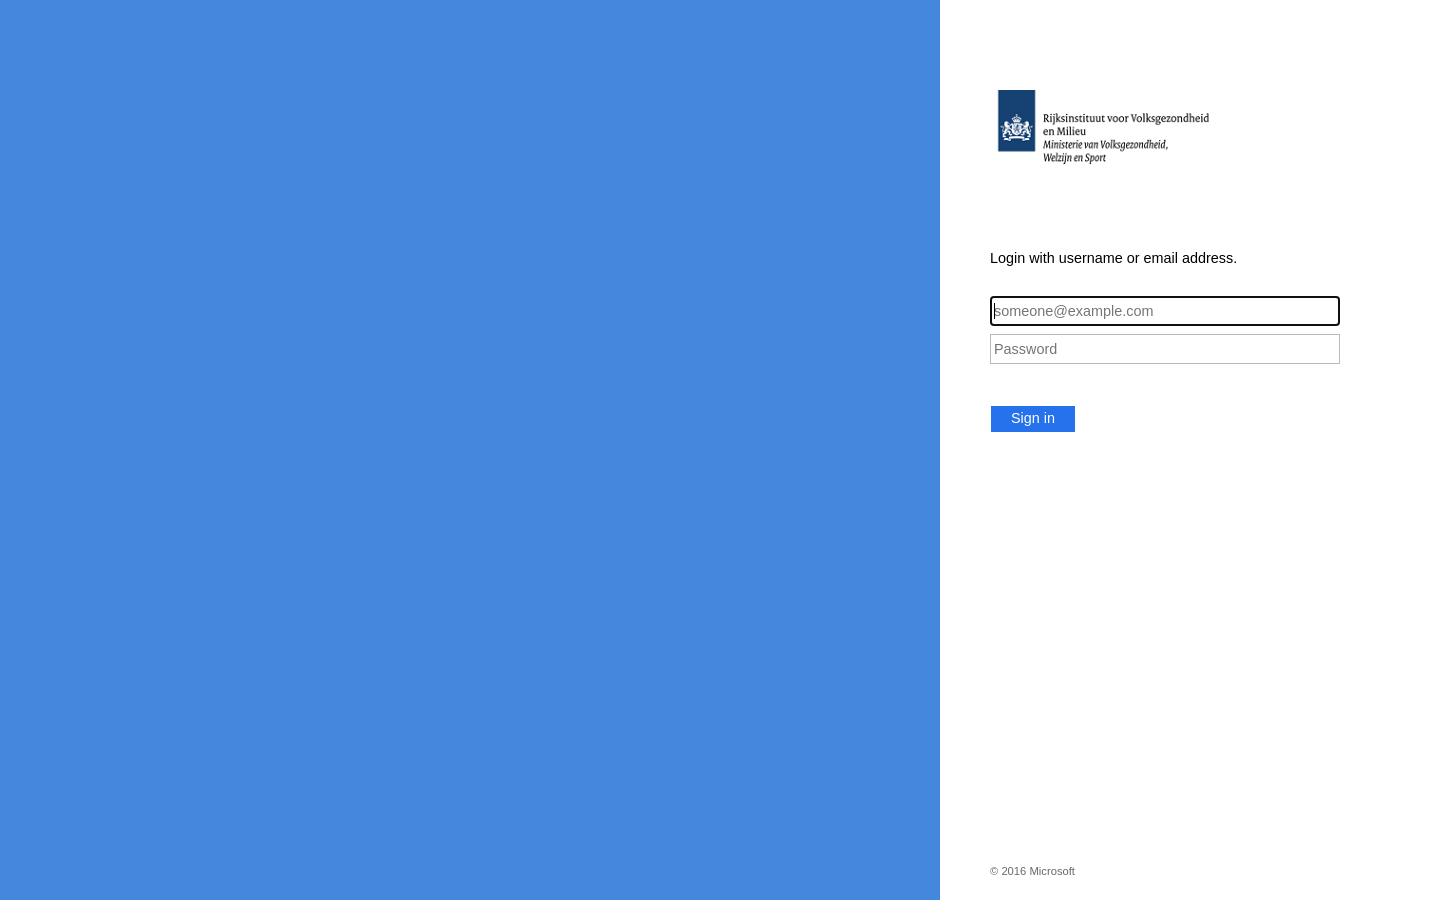 Rijksinstituut voor Volksgezondheid
en Milieu
Ministerie van Volksgezondheid,
Welzijn en Sport
Login with username or email address.
someone@example.com
Password
Sign in
© 2016 Microsoft